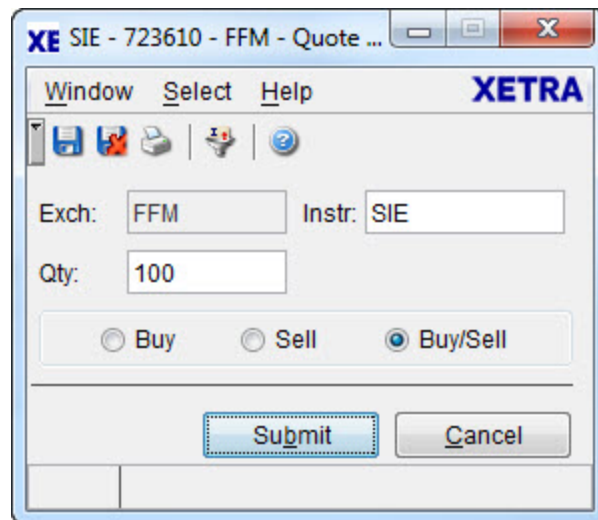 XE SIE - 723610 - FFM - Quote ...
Window Select Help XETRA
Exch: FFM Instr: SIE
Qty: 100
Buy Sell Buy/Sell
Submit Cancel